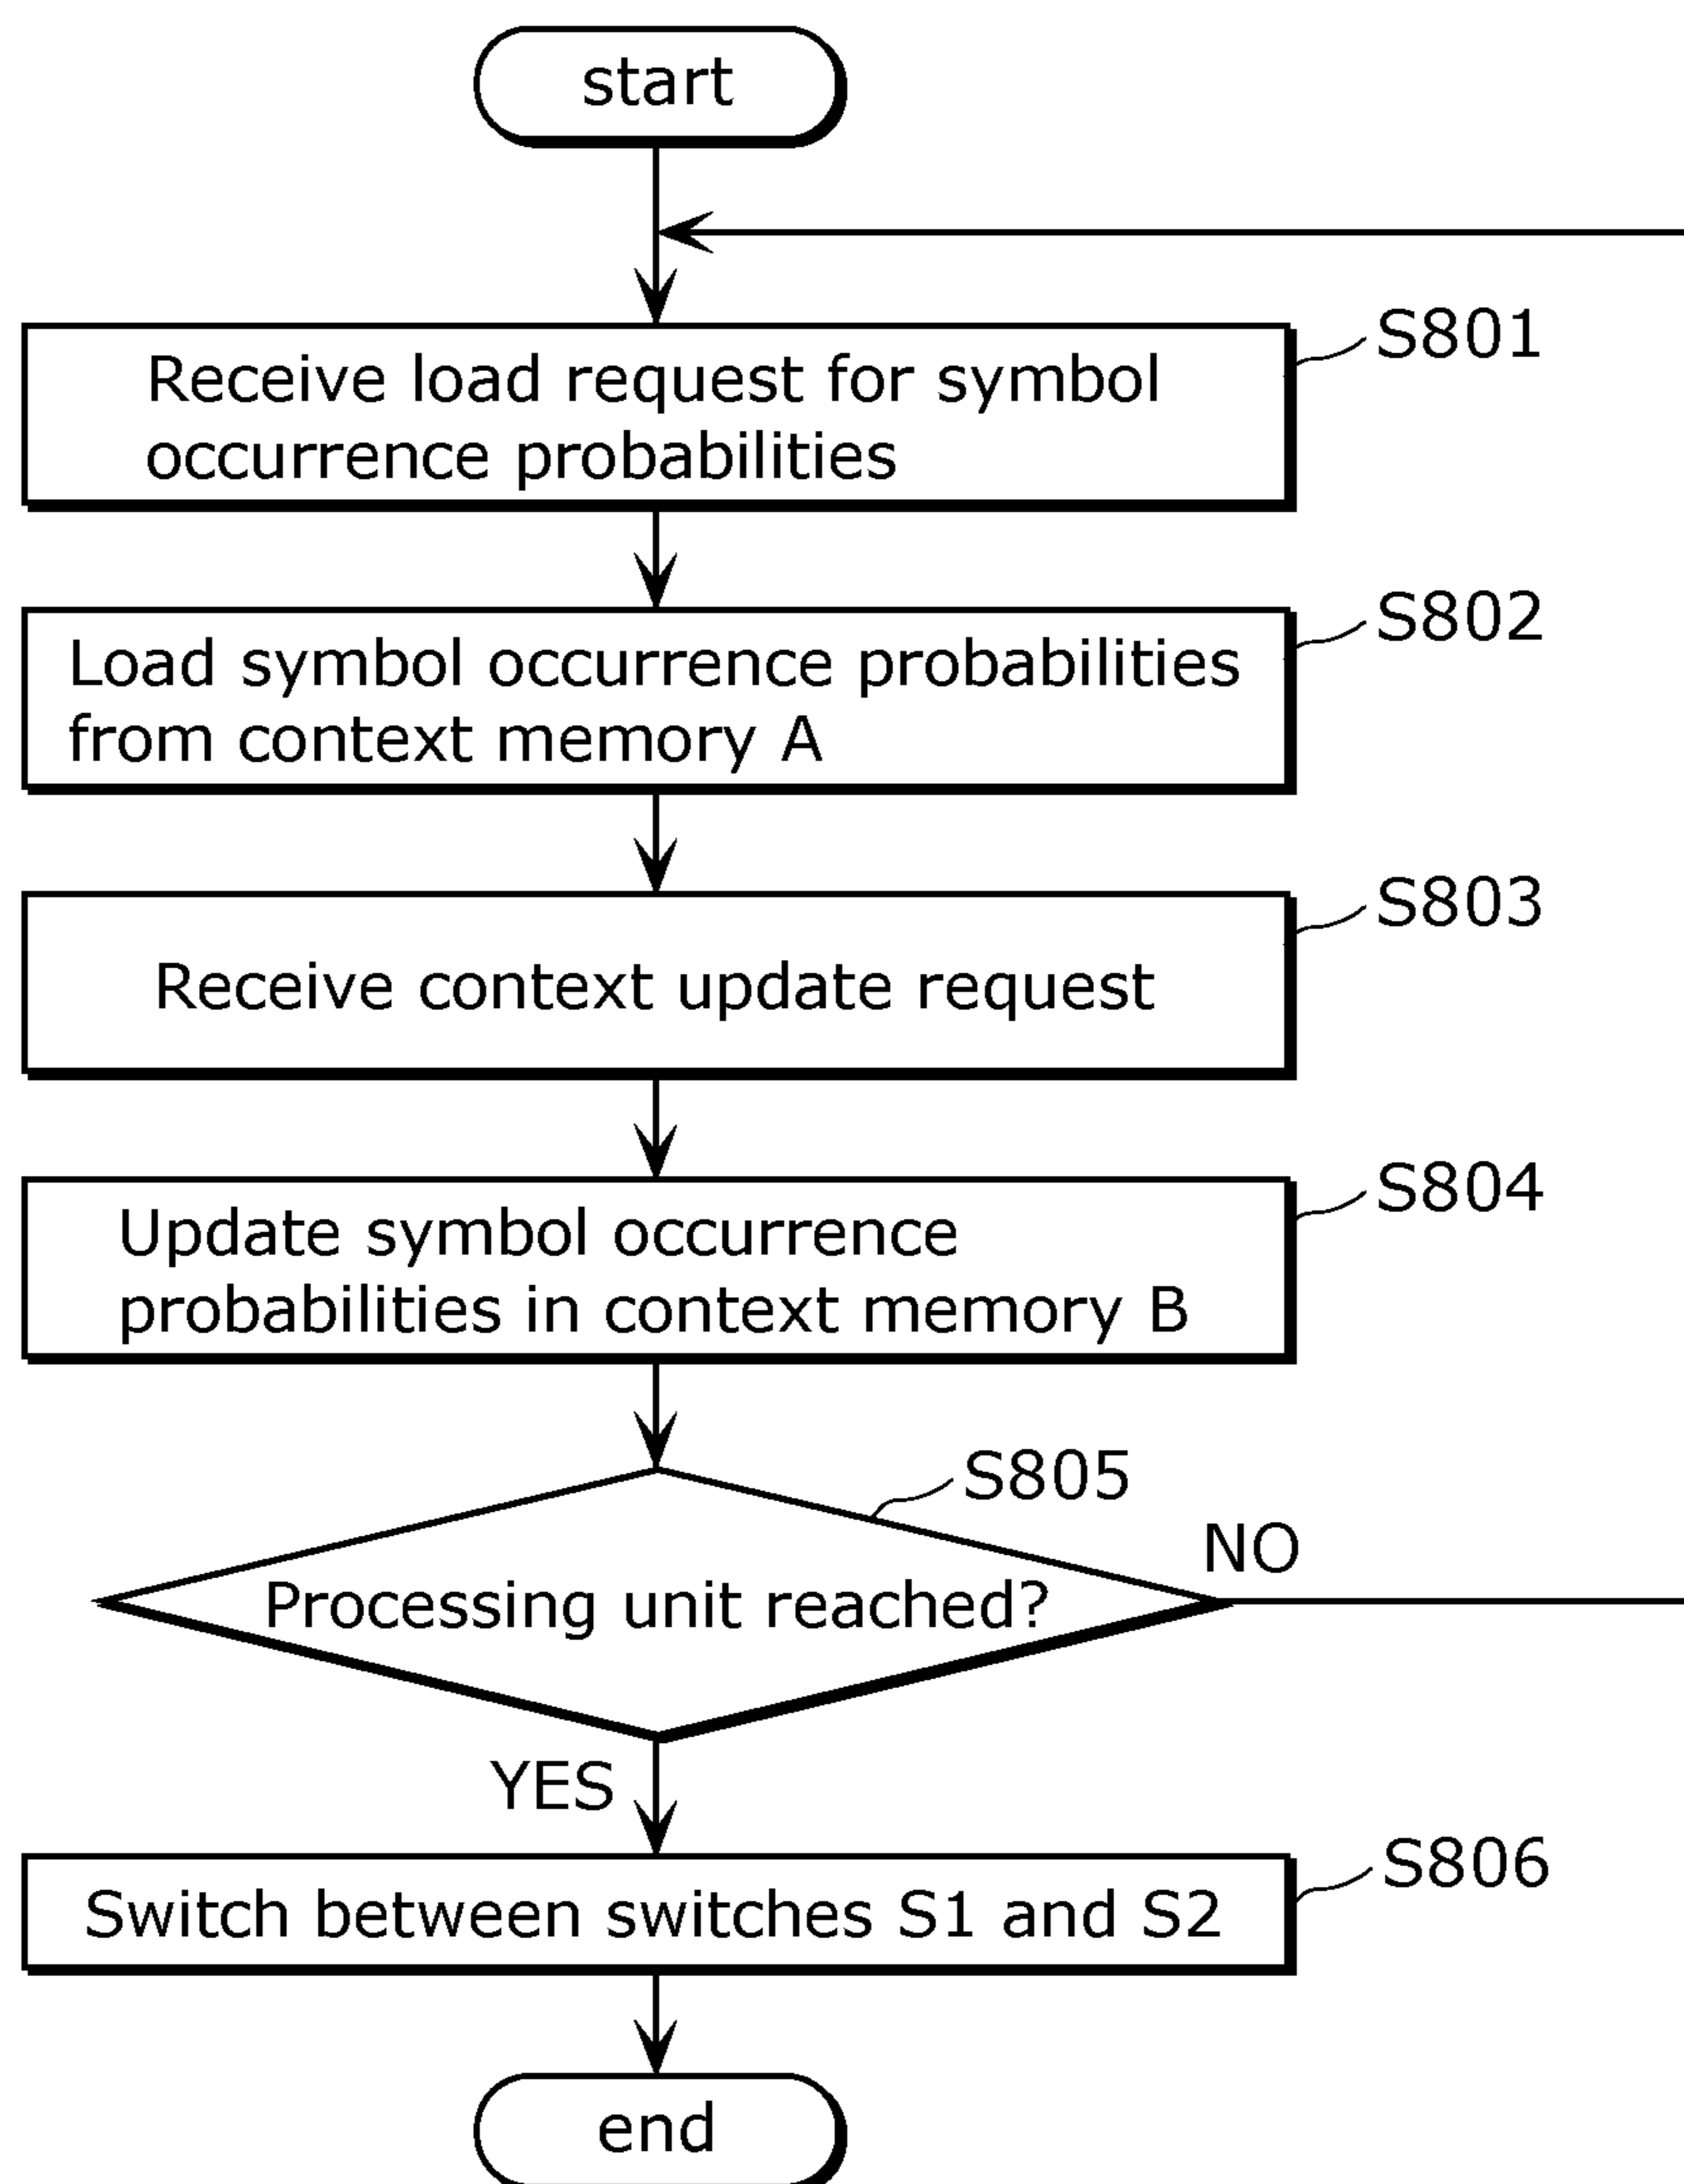 start
S801
Receive load request for symbol
occurrence probabilities
S802
Load symbol occurrence probabilities
from context memory A
S803
Receive context update request
S804
Update symbol occurrence
probabilities in context memory B
S805
NO
Processing unit reached?
YES
S806
Switch between switches S1 and S2
end